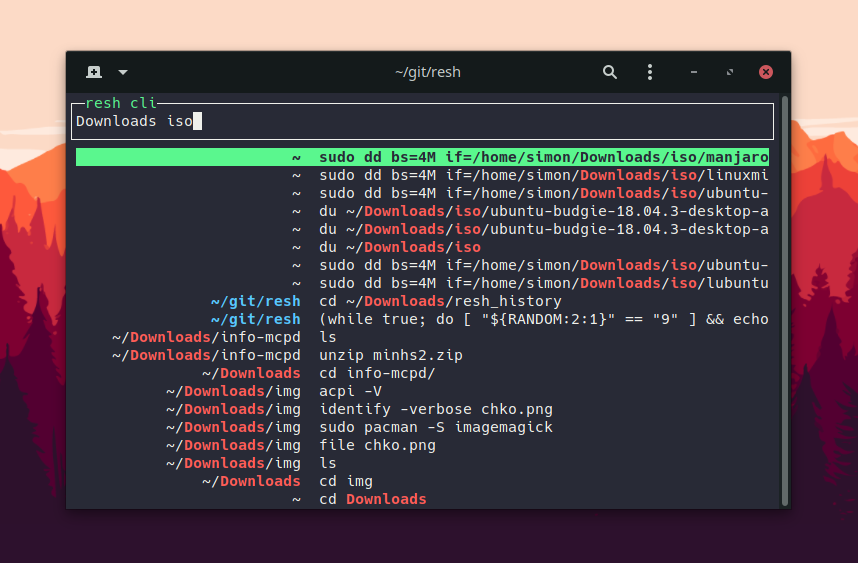 ~/git/resh
resh cli
Downloads iso
~ sudo dd bs=4M if=/home/simon/Downloads/iso/manjaro
~ sudo dd bs=4M if=/home/simon/Downloads/iso/linuxmi
~ sudo dd bs=4M if=/home/simon/Downloads/iso/ubuntu-
~ du ~/Downloads/iso/ubuntu-budgie-18.04.3-desktop-a
~ du ~/Downloads/iso/ubuntu-budgie-18.04.3-desktop-a
~ du ~/Downloads/iso
~ sudo dd bs=4M if=/home/simon/Downloads/iso/ubuntu-
~ sudo dd bs=4M if=/home/simon/Downloads/iso/lubuntu
~/git/resh cd ~/Downloads/resh_history
~/git/resh (while true; do [ "${RANDOM:2:1}" == "9" ] && echo
~/Downloads/info-mcpd ls
~/Downloads/info-mcpd unzip minhs2.zip
~/Downloads cd info-mcpd/
~/Downloads/img acpi -V
~/Downloads/img identify -verbose chko.png
~/Downloads/img sudo pacman -S imagemagick
~/Downloads/img file chko.png
~/Downloads/img ls
~/Downloads cd img
~ cd Downloads